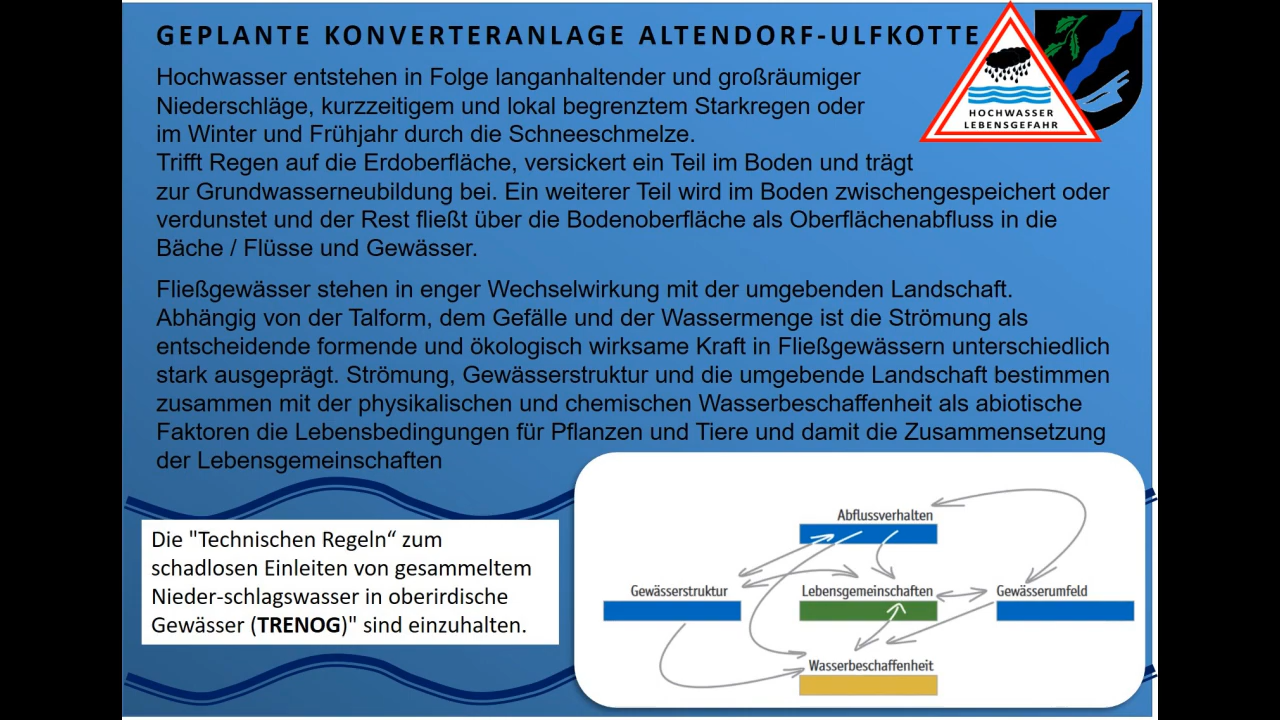 GEPLANTE KONVERTERANLAGE ALTENDORF-ULFKOTTE
HOCHWASSER
LEBENSGEFAHR
Hochwasser entstehen in Folge langanhaltender und großräumiger
Niederschläge, kurzzeitigem und lokal begrenztem Starkregen oder
im Winter und Frühjahr durch die Schneeschmelze.
Trifft Regen auf die Erdoberfläche, versickert ein Teil im Boden und trägt
zur Grundwasserneubildung bei. Ein weiterer Teil wird im Boden zwischengespeichert oder
verdunstet und der Rest fließt über die Bodenoberfläche als Oberflächenabfluss in die
Bäche / Flüsse und Gewässer.
Fließgewässer stehen in enger Wechselwirkung mit der umgebenden Landschaft.
Abhängig von der Talform, dem Gefälle und der Wassermenge ist die Strömung als
entscheidende formende und ökologisch wirksame Kraft in Fließgewässern unterschiedlich
stark ausgeprägt. Strömung, Gewässerstruktur und die umgebende Landschaft bestimmen
zusammen mit der physikalischen und chemischen Wasserbeschaffenheit als abiotische
Faktoren die Lebensbedingungen für Pflanzen und Tiere und damit die Zusammensetzung
der Lebensgemeinschaften
Die "Technischen Regeln“ zum
schadlosen Einleiten von gesammeltem
Nieder-schlagswasser in oberirdische
Gewässer (TRENOG)" sind einzuhalten.
Abflussverhalten
Gewässerstruktur
Lebensgemeinschaften
Gewässerumfeld
Wasserbeschaffenheit